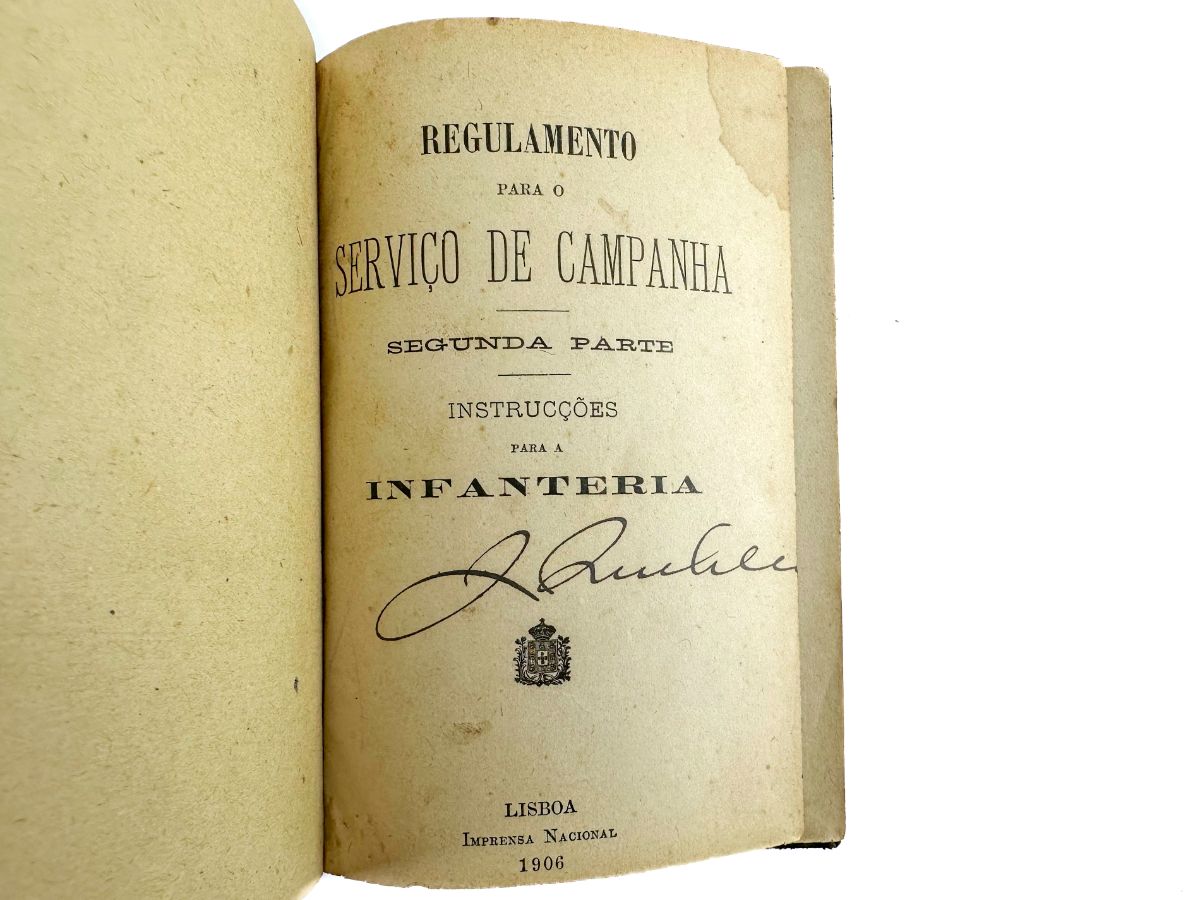 REGULAMENTO
PARA O
SERVIÇO DE CAMPANHA
SEGUNDA PARTE
INSTRUCÇÕES
PARA A
INFANTERIA
LISBOA
IMPRENSA NACIONAL
1906